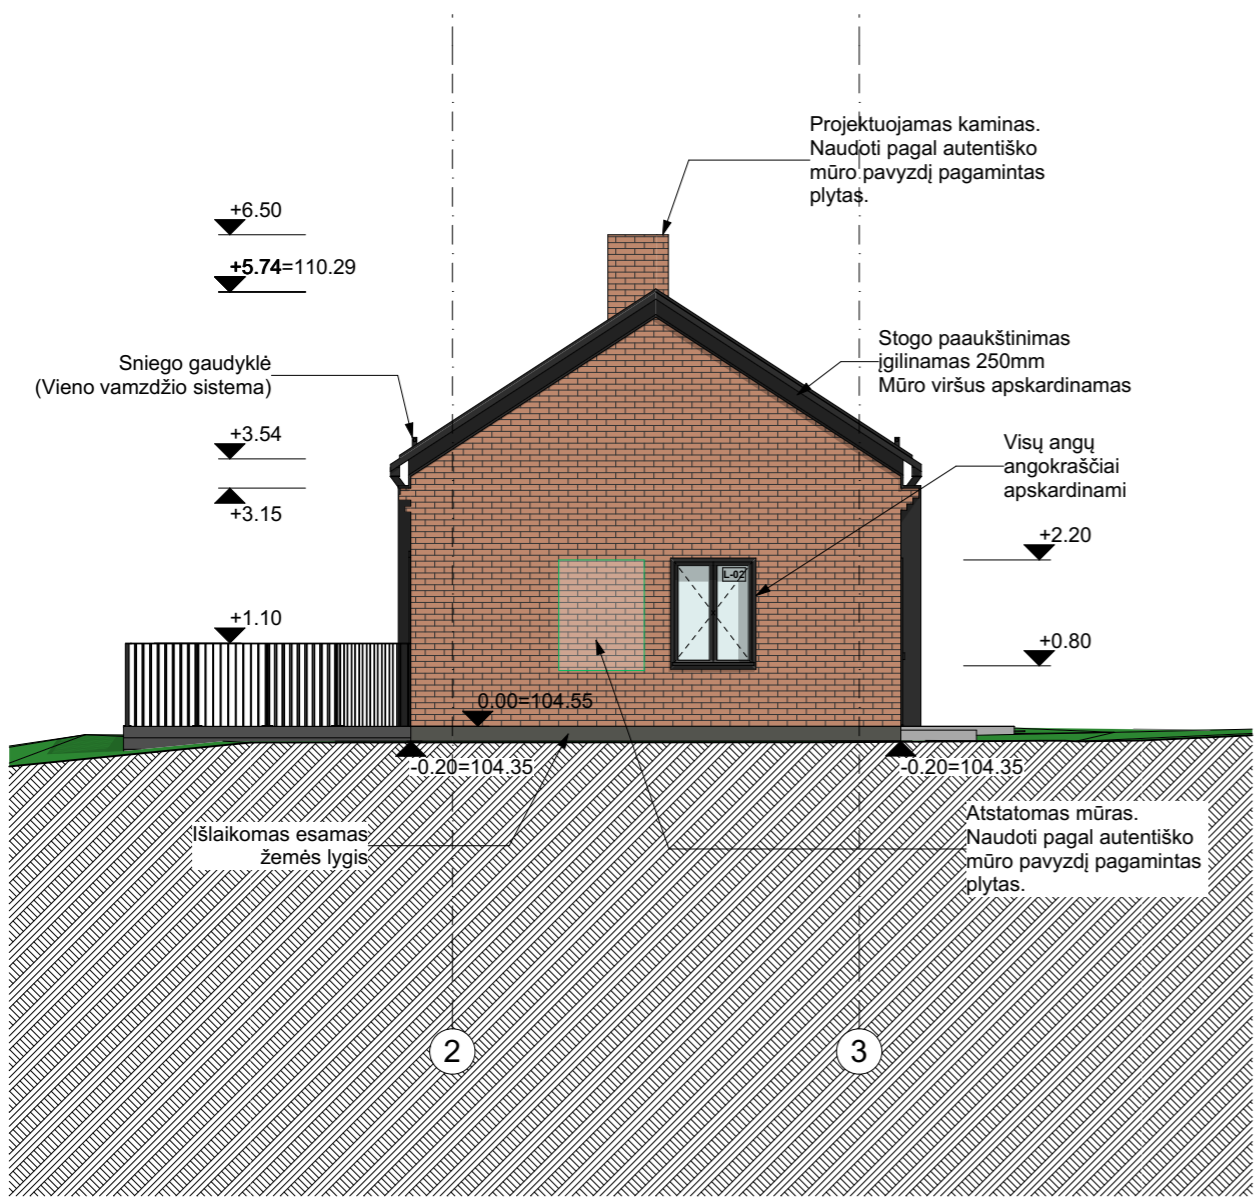 Projektuojamas kaminas.
Naudoti pagal autentiško
mūro pavyzdį pagamintas
plytas.
+6.50
+5.74=110.29
Stogo paaukštinimas
įgilinamas 250mm
Mūro viršus apskardinamas
Sniego gaudyklė
(Vieno vamzdžio sistema)
+3.54
+3.15
Visų angų
angokraščiai
apskardinami
+2.20
L-02
+1.10
+0.80
0.00=104.55
-0.20=104.35
-0.20=104.35
Išlaikomas esamas
žemės lygis
Atstatomas mūras.
Naudoti pagal autentiško
mūro pavyzdį pagamintas
plytas.
2
3